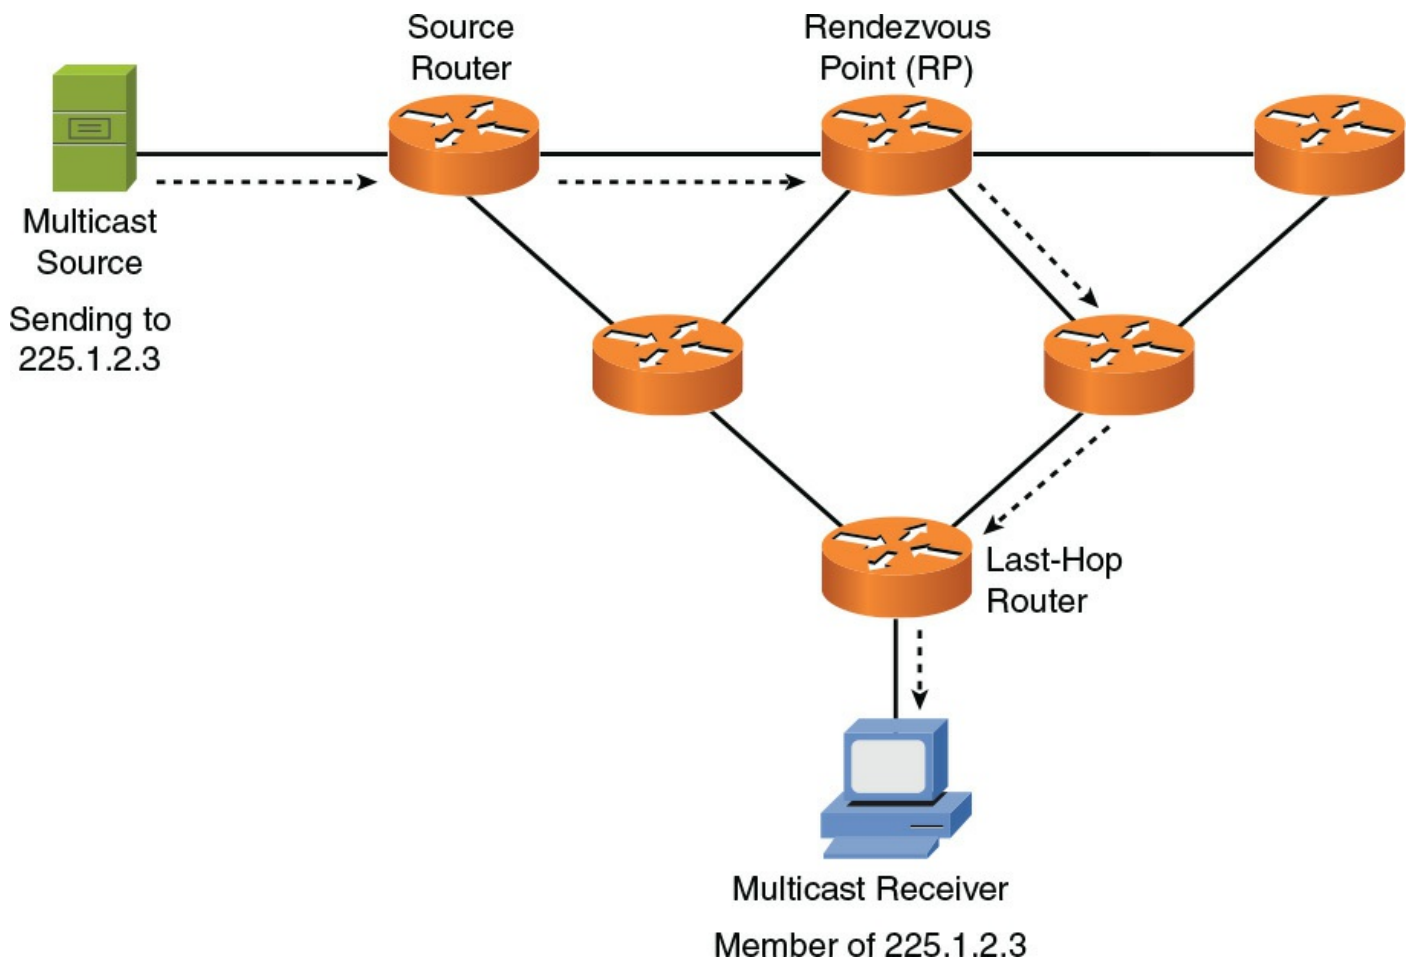 Source
Router
Rendezvous
Point (RP)
Multicast
Source
Sending to
225.1.2.3
Last-Hop
Router
Multicast Receiver
Member of 225.1.2.3